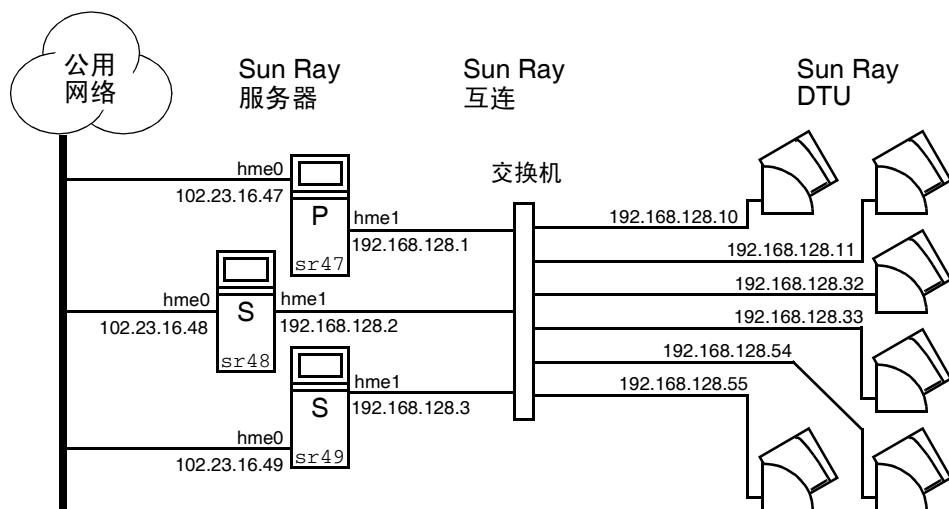 公用
网络
Sun Ray
服务器
Sun Ray
互连
Sun Ray
DTU
hme0
102.23.16.47
P
sr47
hme1
192.168.128.1
交换机
192.168.128.10
192.168.128.11
192.168.128.32
192.168.128.33
192.168.128.54
192.168.128.55
hme0
102.23.16.48
S
sr48
hme1
192.168.128.2
hme0
102.23.16.49
S
sr49
hme1
192.168.128.3